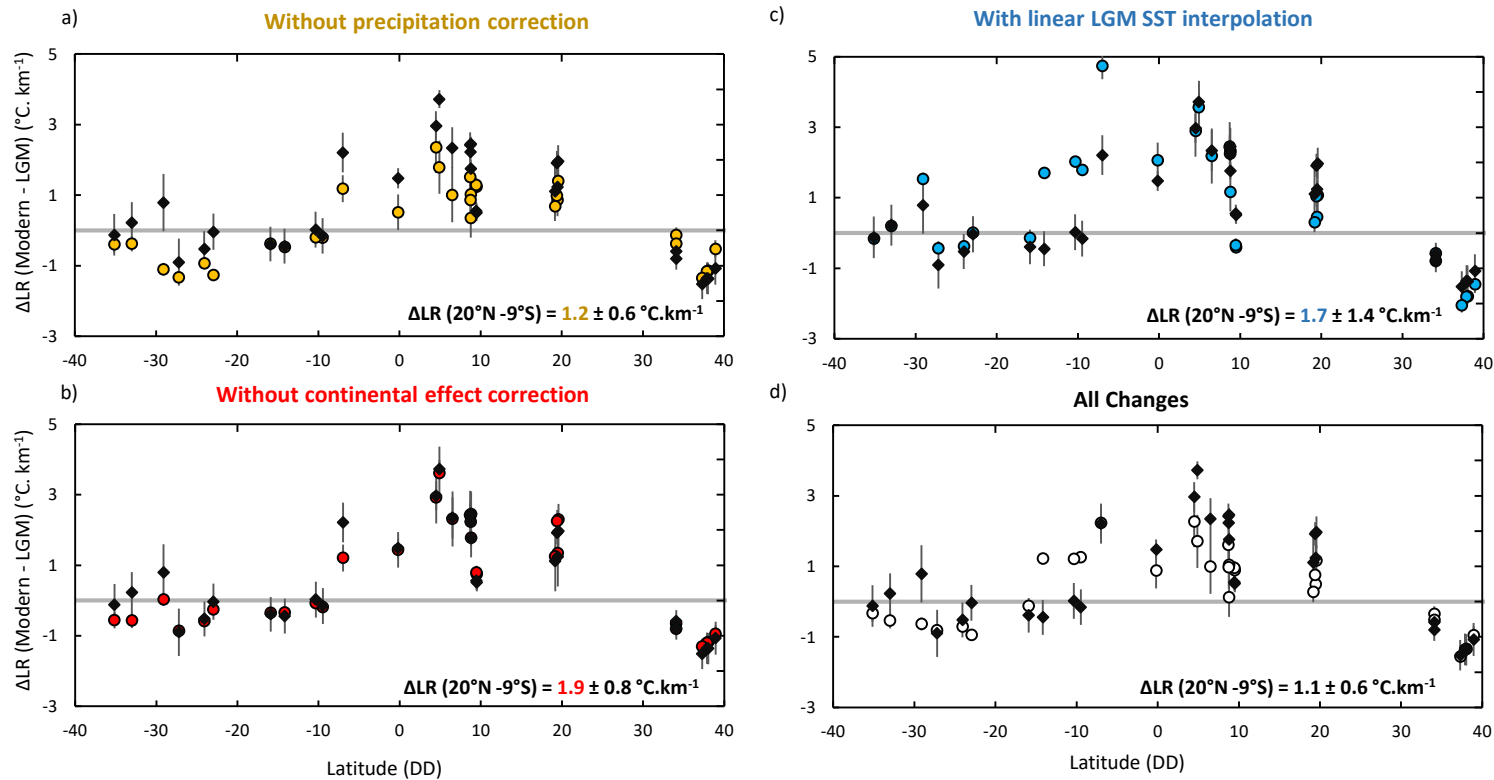 a)
Without precipitation correction
ΔLR (Modern - LGM) (°C. km-1)
5
3
1
-1
-3
ΔLR (20°N -9°S) = 1.2 ± 0.6 °C.km-1
-40 -30 -20 -10 0 10 20 30 40
b)
Without continental effect correction
ΔLR (Modern - LGM) (°C. km-1)
5
3
1
-1
-3
ΔLR (20°N -9°S) = 1.9 ± 0.8 °C.km-1
-40 -30 -20 -10 0 10 20 30 40
Latitude (DD)
c)
With linear LGM SST interpolation
5
3
1
-1
-3
ΔLR (20°N -9°S) = 1.7 ± 1.4 °C.km-1
-40 -30 -20 -10 0 10 20 30 40
d)
All Changes
5
3
1
-1
-3
ΔLR (20°N -9°S) = 1.1 ± 0.6 °C.km-1
-40 -30 -20 -10 0 10 20 30 40
Latitude (DD)